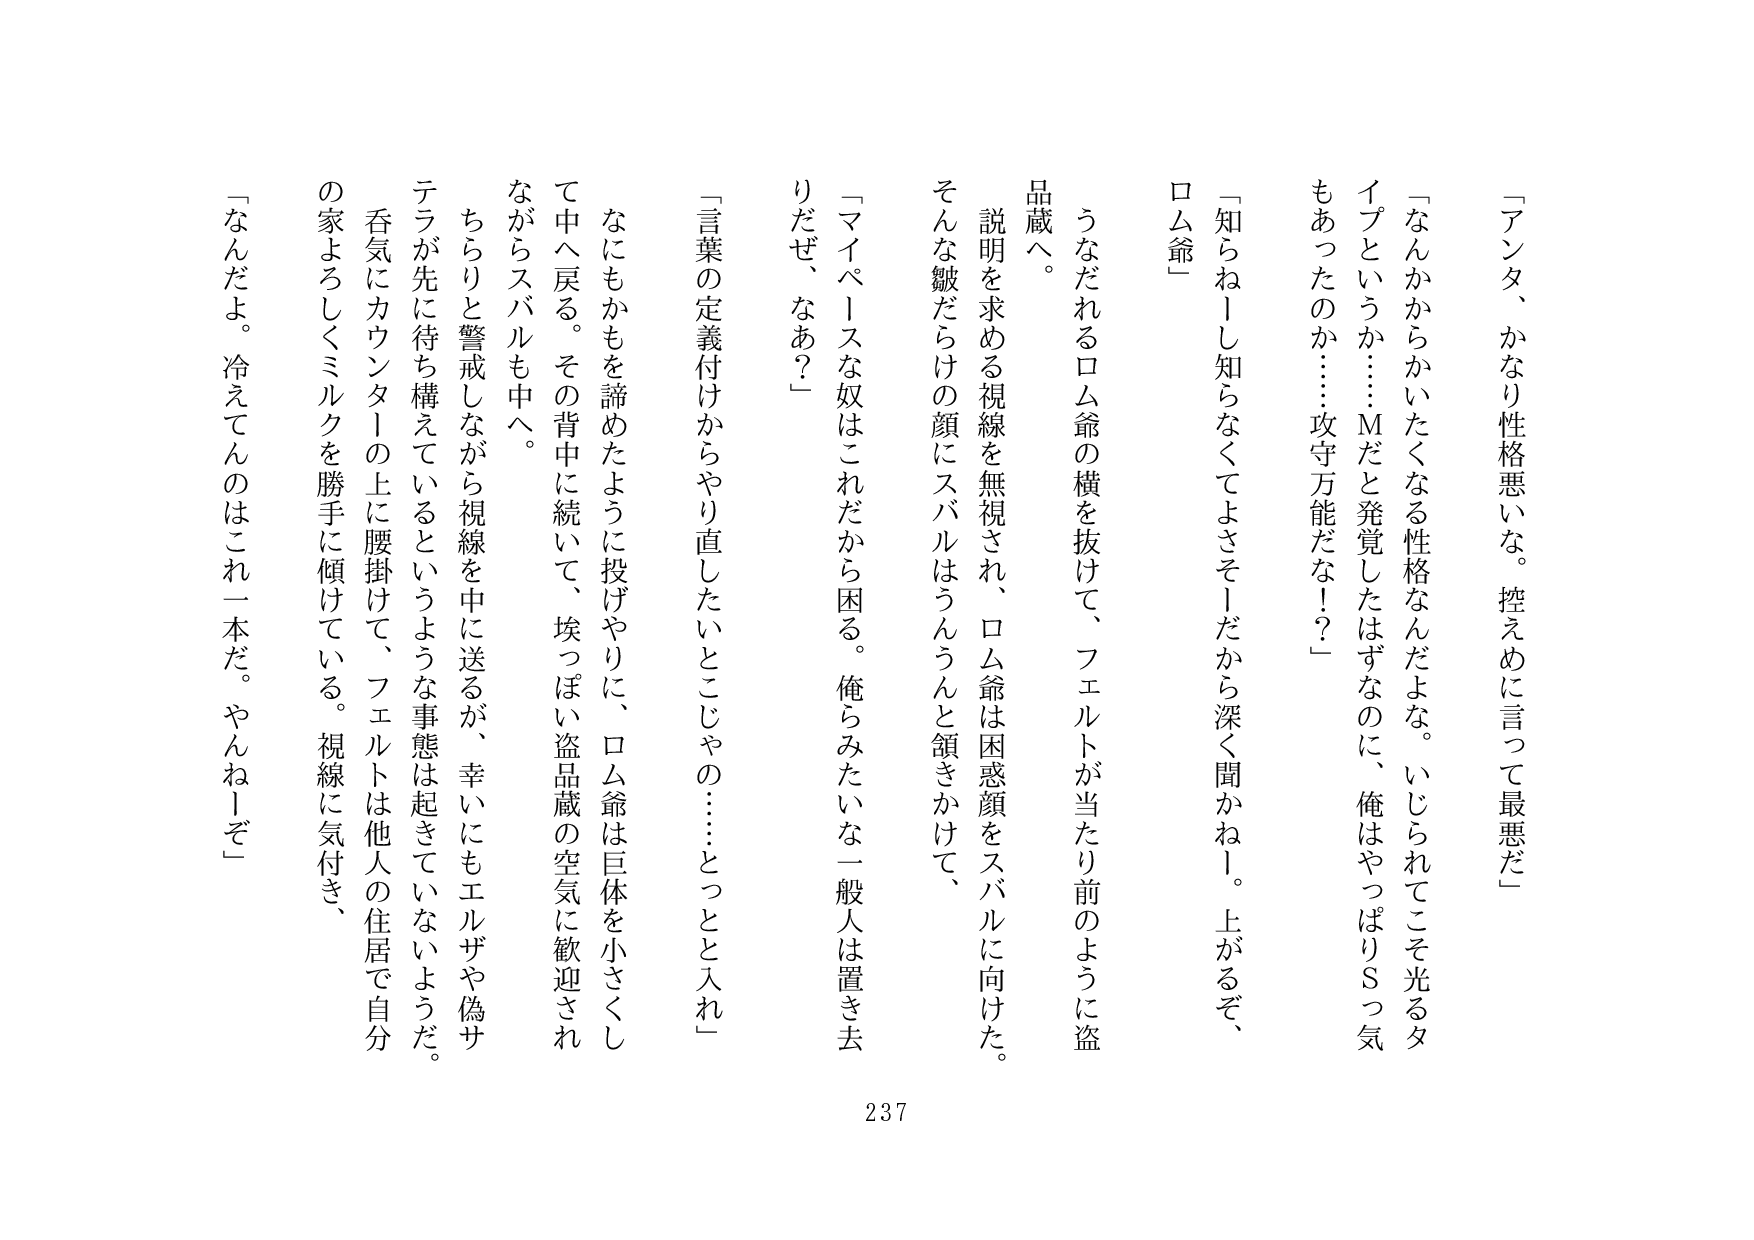 「アンタ、かなり性格悪いな。控えめに言って最悪だ」
「なんかからかいたくなる性格なんだよな。いじられてこそ光るタ
イプというか……Ｍだと発覚したはずなのに、俺はやっぱりＳっ気
もあったのか……攻守万能だな！？」
「知らねーし知らなくてよさそーだから深く聞かねー。上がるぞ、
ロム爺」
　うなだれるロム爺の横を抜けて、フェルトが当たり前のように盗
品蔵へ。
　説明を求める視線を無視され、ロム爺は困惑顔をスバルに向けた。
そんな皺だらけの顔にスバルはうんうんと頷きかけて、
「マイペースな奴はこれだから困る。俺らみたいな一般人は置き去
りだぜ、なあ？」
「言葉の定義付けからやり直したいとこじゃの……とっとと入れ」
　なにもかもを諦めたように投げやりに、ロム爺は巨体を小さくし
て中へ戻る。その背中に続いて、埃っぽい盗品蔵の空気に歓迎され
ながらスバルも中へ。
　ちらりと警戒しながら視線を中に送るが、幸いにもエルザや偽サ
テラが先に待ち構えているというような事態は起きていないようだ。
　呑気にカウンターの上に腰掛けて、フェルトは他人の住居で自分
の家よろしくミルクを勝手に傾けている。視線に気付き、
「なんだよ。冷えてんのはこれ一本だ。やんねーぞ」
237